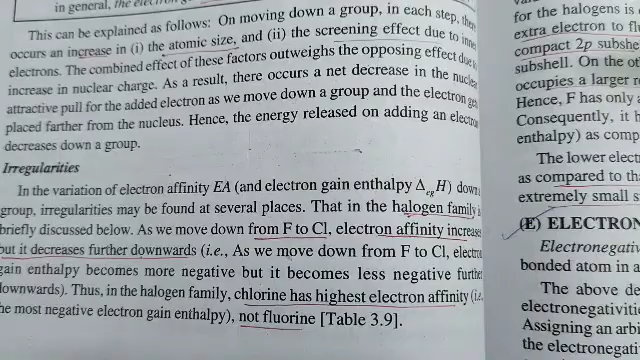 in general, the electron
This can be explained as follows: On moving down a group, in each step, there
occurs an increase in (i) the atomic size, and (ii) the screening effect due to inner
electrons. The combined effect of these factors outweighs the opposing effect due to
increase in nuclear charge. As a result, there occurs a net decrease in the nuclear
attractive pull for the added electron as we move down a group and the electron gets
placed farther from the nucleus. Hence, the energy released on adding an electron
decreases down a group.
Irregularities
In the variation of electron affinity EA (and electron gain enthalpy Δeg H) down a
group, irregularities may be found at several places. That in the halogen family is
briefly discussed below. As we move down from F to Cl, electron affinity increases
but it decreases further downwards (i.e., As we move down from F to Cl, electron
gain enthalpy becomes more negative but it becomes less negative further
downwards). Thus, in the halogen family, chlorine has highest electron affinity (i.e.
the most negative electron gain enthalpy), not fluorine [Table 3.9].
for the halogens is
extra electron to
compact 2p subshe
subshell. On the
occupies a larger
Hence, F has only
Consequently, it
enthalpy) as comp
The lower elect
as compared to
extremely small
(E) ELECTRON
Electronegativ
bonded atom in a
The above de
electronegativiti
Assigning an arbi
the electronegati